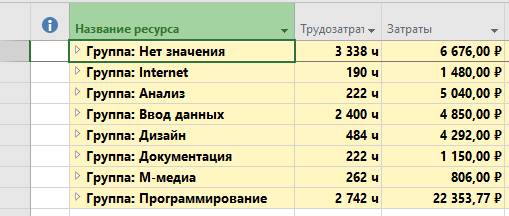 Название ресурса Трудозатрат Затраты
Группа: Нет значения 3 338 ч 6 676,00 ₽
Группа: Internet 190 ч 1 480,00 ₽
Группа: Анализ 222 ч 5 040,00 ₽
Группа: Ввод данных 2 400 ч 4 850,00 ₽
Группа: Дизайн 484 ч 4 292,00 ₽
Группа: Документация 222 ч 1 150,00 ₽
Группа: М-медиа 262 ч 806,00 ₽
Группа: Программирование 2 742 ч 22 353,77 ₽